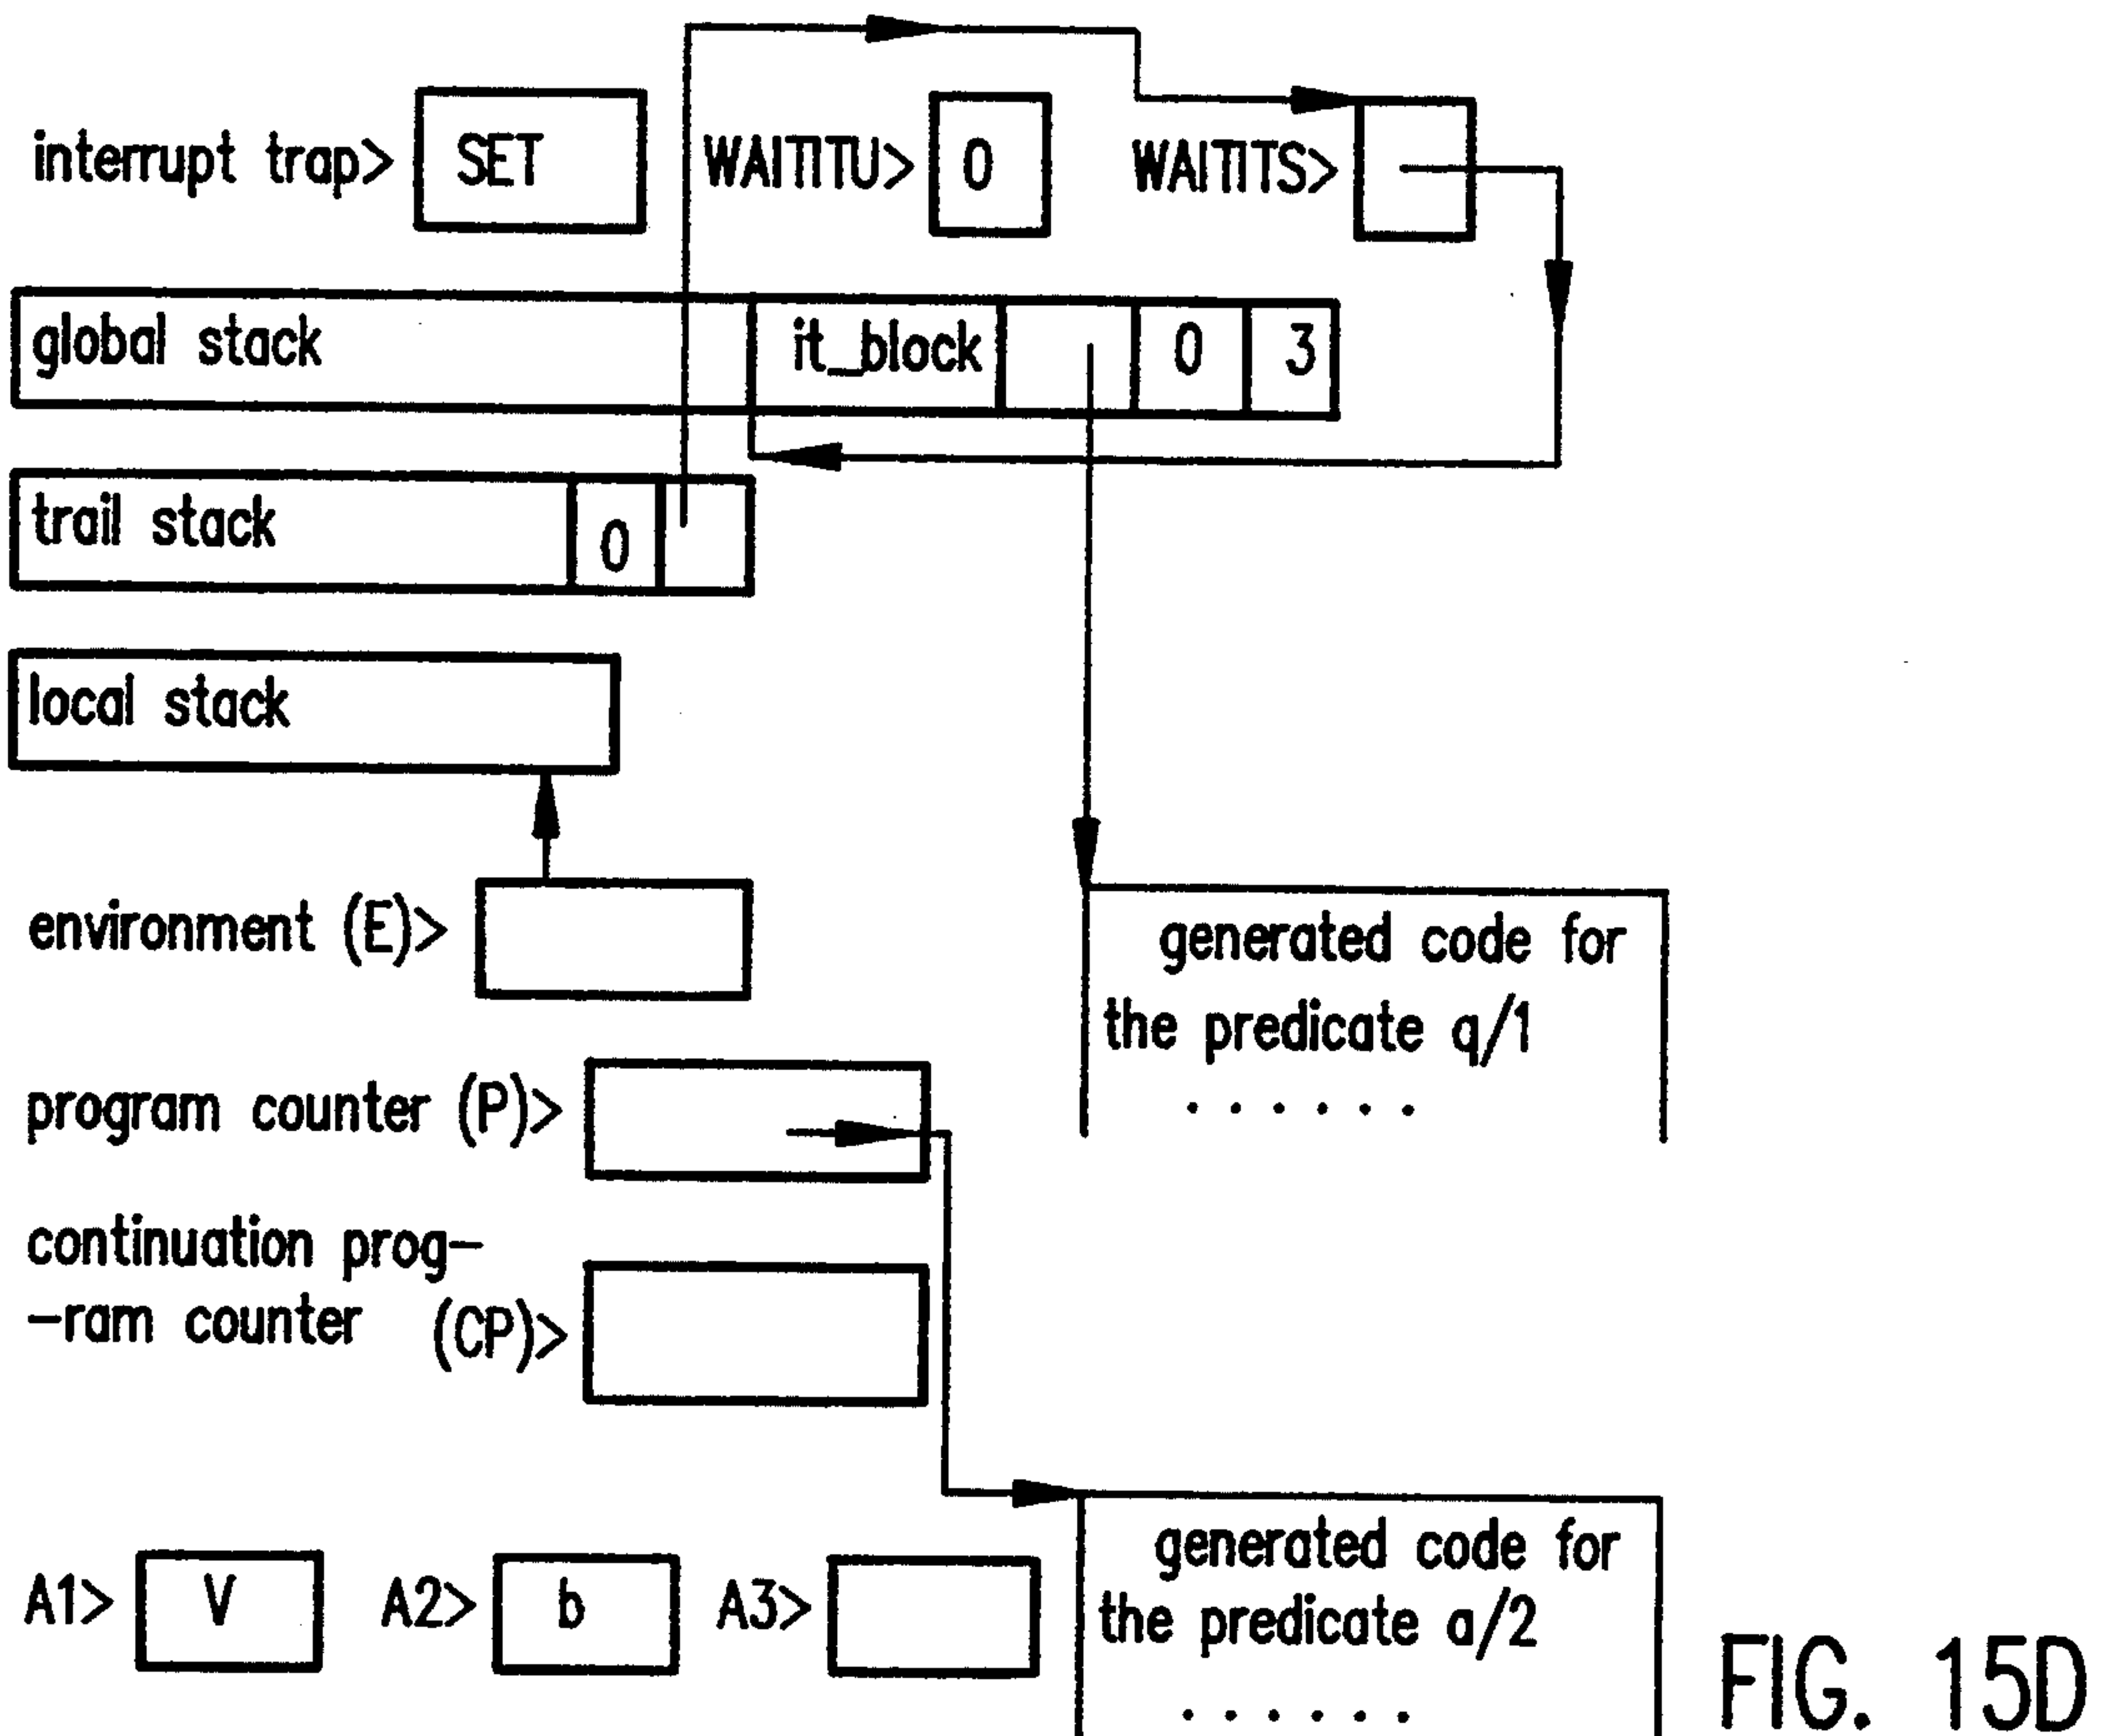 interrupt trap> SET WAITITU> 0 WAITITS>
global stack it_block 0 3
trail stack 0
local stack
environment (E)>
generated code for
the predicate q/1
. . . . . .
program counter (P)>
continuation prog-
-ram counter (CP)>
generated code for
the predicate a/2
. . . . . .
A1> V A2> b A3>
FIG. 15D